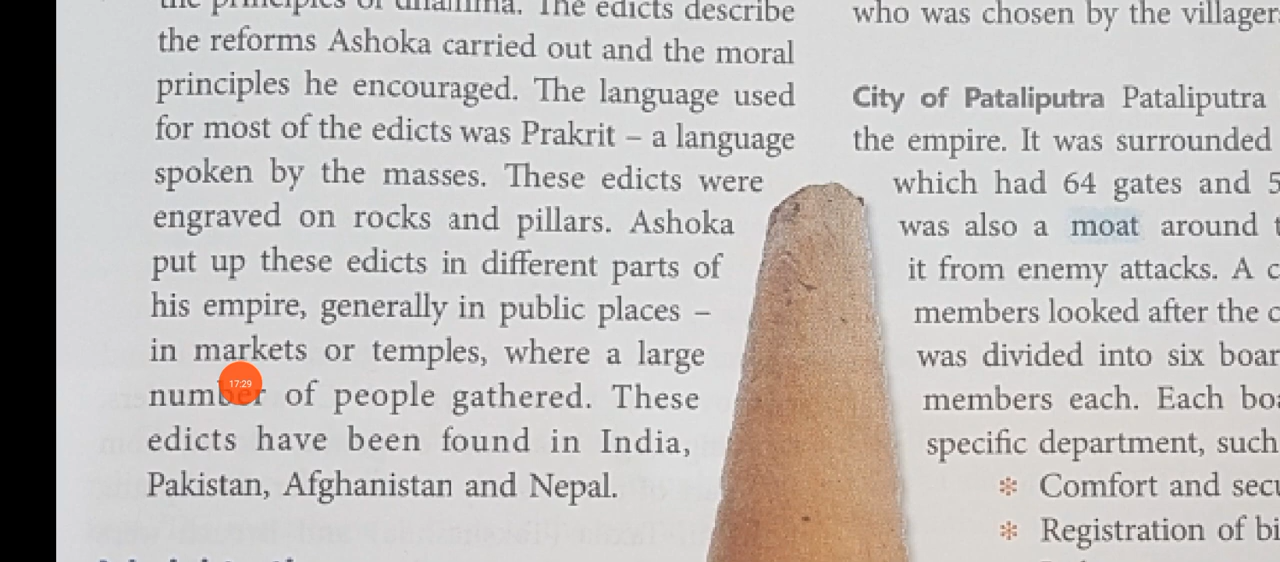 the principles of dhamma. The edicts describe
the reforms Ashoka carried out and the moral
principles he encouraged. The language used
for most of the edicts was Prakrit – a language
spoken by the masses. These edicts were
engraved on rocks and pillars. Ashoka
put up these edicts in different parts of
his empire, generally in public places –
in markets or temples, where a large
number of people gathered. These
edicts have been found in India,
Pakistan, Afghanistan and Nepal.
17:29
who was chosen by the villager
City of Pataliputra Pataliputra
the empire. It was surrounded
which had 64 gates and 5
was also a moat around t
it from enemy attacks. A c
members looked after the c
was divided into six boar
members each. Each boa
specific department, such
* Comfort and secu
* Registration of bi